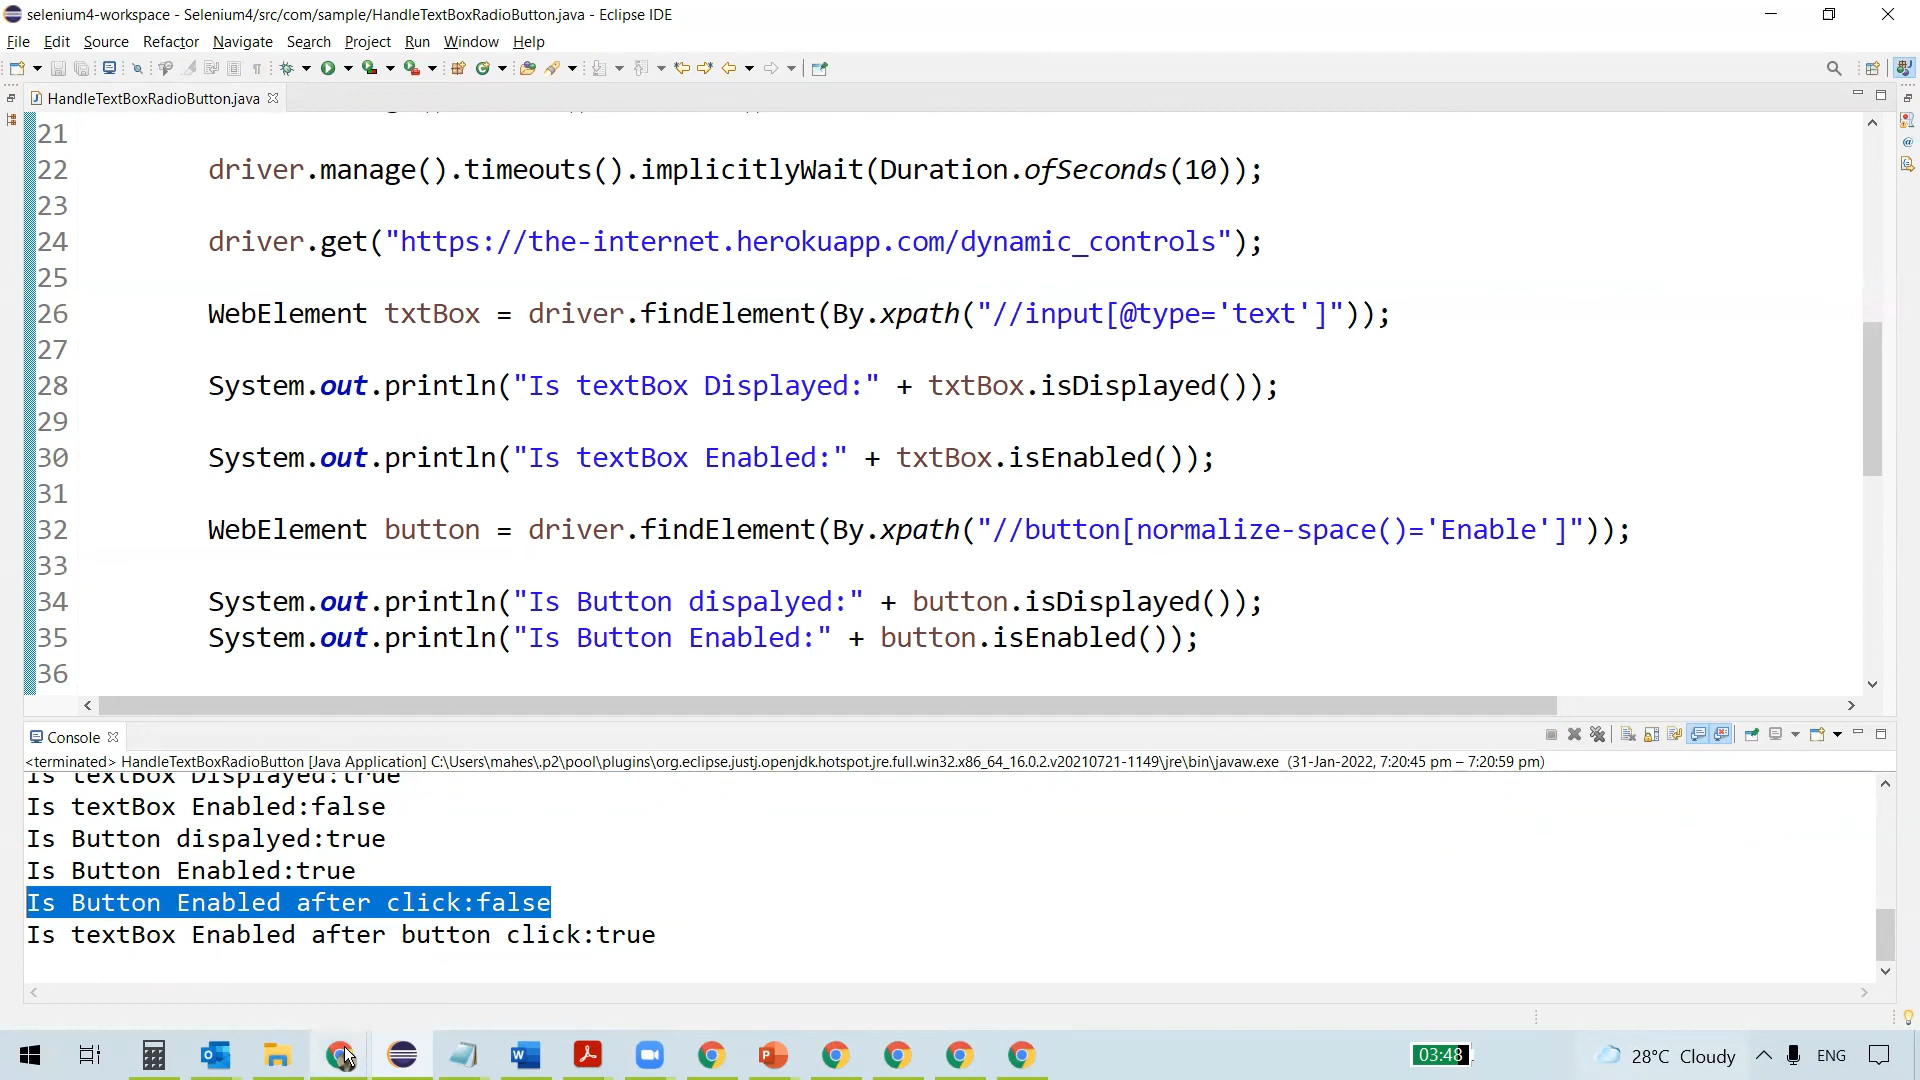 selenium4-workspace - Selenium4/src/com/sample/HandleTextBoxRadioButton.java - Eclipse IDE
File Edit Source Refactor Navigate Search Project Run Window Help
HandleTextBoxRadioButton.java
21
22 driver.manage().timeouts().implicitlyWait(Duration.ofSeconds(10));
23
24 driver.get("https://the-internet.herokuapp.com/dynamic_controls");
25
26 WebElement txtBox = driver.findElement(By.xpath("//input[@type='text']"));
27
28 System.out.println("Is textBox Displayed:" + txtBox.isDisplayed());
29
30 System.out.println("Is textBox Enabled:" + txtBox.isEnabled());
31
32 WebElement button = driver.findElement(By.xpath("//button[normalize-space()='Enable']"));
33
34 System.out.println("Is Button dispalyed:" + button.isDisplayed());
35 System.out.println("Is Button Enabled:" + button.isEnabled());
36
Console
<terminated> HandleTextBoxRadioButton [Java Application] C:\Users\mahes\.p2\pool\plugins\org.eclipse.justj.openjdk.hotspot.jre.full.win32.x86_64_16.0.2.v20210721-1149\jre\bin\javaw.exe (31-Jan-2022, 7:20:45 pm – 7:20:59 pm)
Is textBox Displayed:true
Is textBox Enabled:false
Is Button dispalyed:true
Is Button Enabled:true
Is Button Enabled after click:false
Is textBox Enabled after button click:true
03:48 28°C Cloudy ENG